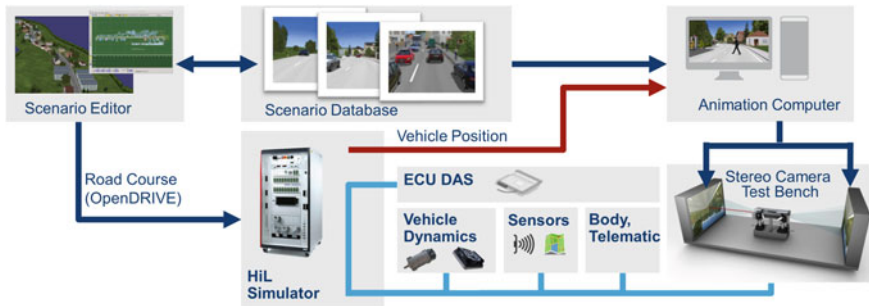 Scenario Editor
Scenario Database
Animation Computer
Vehicle Position
Road Course
(OpenDRIVE)
HiL
Simulator
ECU DAS
Vehicle
Dynamics
Sensors
Body,
Telematic
Stereo Camera
Test Bench